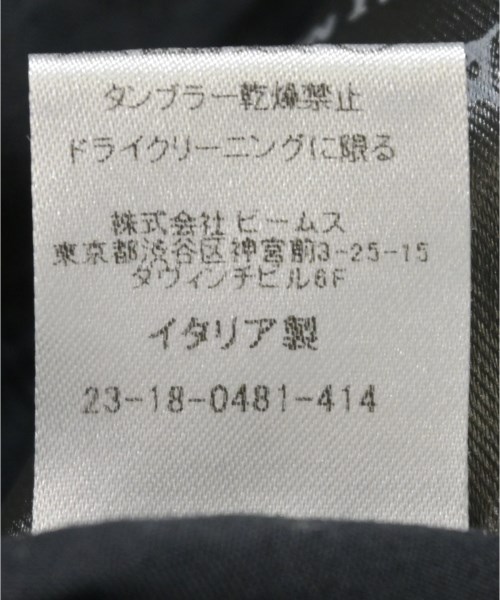 タンブラー乾燥禁止
ドライクリーニングに限る
株式会社 ビームス
東京都渋谷区神宮前3-25-15
ダヴィンチビル6F
イタリア製
23-18-0481-414